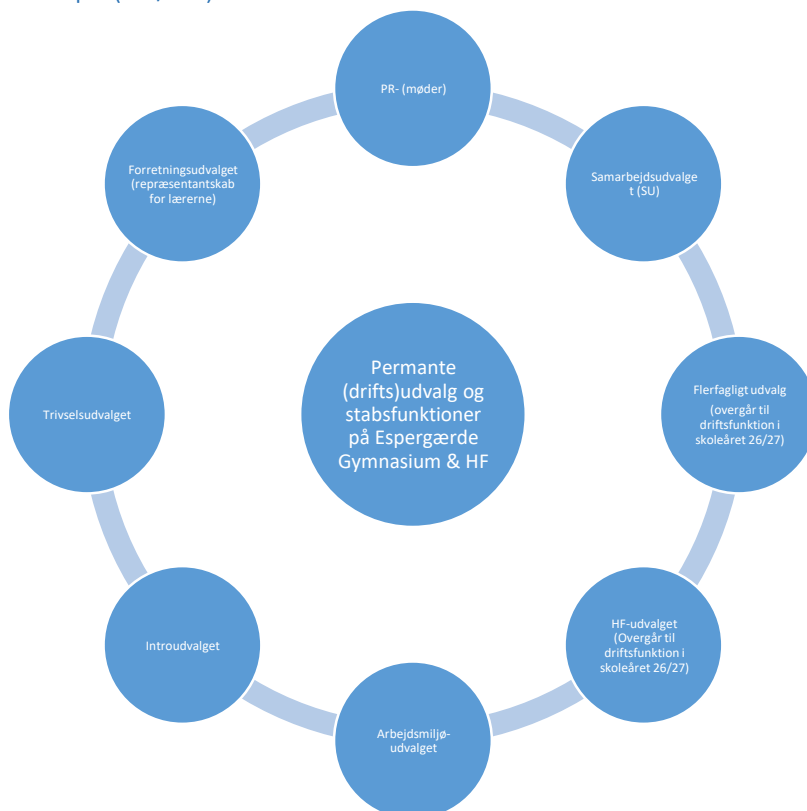 PR- (møder)
Samarbejdsudvalge
t (SU)
Flerfagligt udvalg
(overgår til
driftsfunktion i
skoleåret 26/27)
HF-udvalget
(Overgår til
driftsfunktion i
skoleåret 26/27)
Arbejdsmiljø-
udvalget
Introudvalget
Trivselsudvalget
Forretningsudvalget
(repræsentantskab
for lærerne)
Permante
(drifts)udvalg og
stabsfunktioner
på Espergærde
Gymnasium & HF